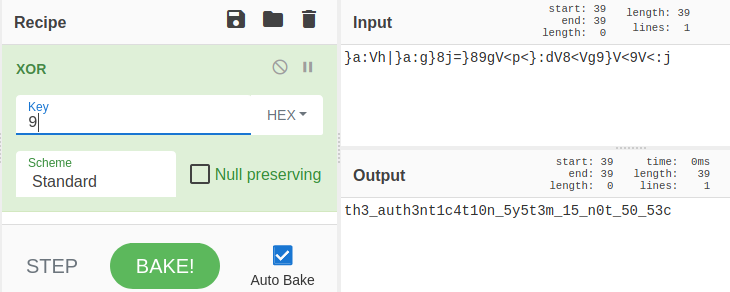 Recipe
XOR
Key
9
HEX
Scheme
Standard
Null preserving
STEP
BAKE!
Auto Bake
Input
start: 39
end: 39
length: 0
length: 39
lines: 1
}a:Vh|}a:g}8j=}89gV<p<}:dV8<Vg9}V<9V<:j
Output
start: 39
end: 39
length: 0
time: 0ms
length: 39
lines: 1
th3_auth3nt1c4t10n_5y5t3m_15_n0t_50_53c